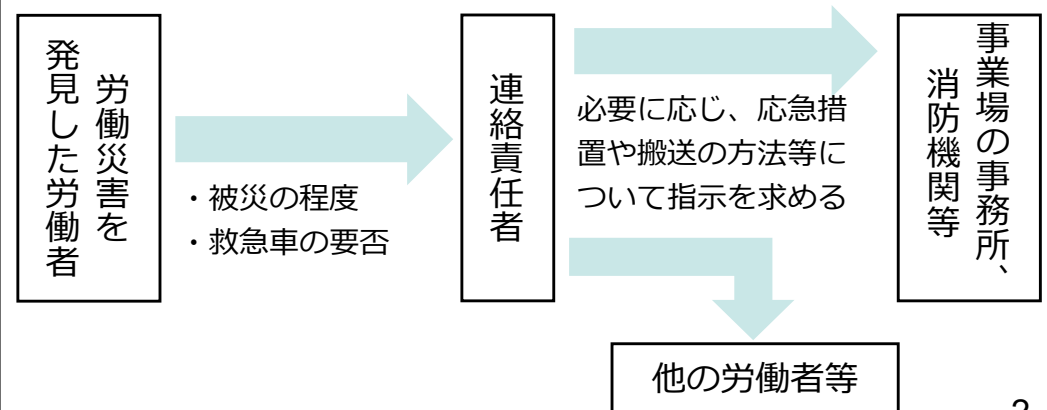 労働災害を
発見した労働者
・被災の程度
・救急車の要否
連絡責任者
必要に応じ、応急措
置や搬送の方法等に
ついて指示を求める
事業場の事務所、
消防機関等
他の労働者等